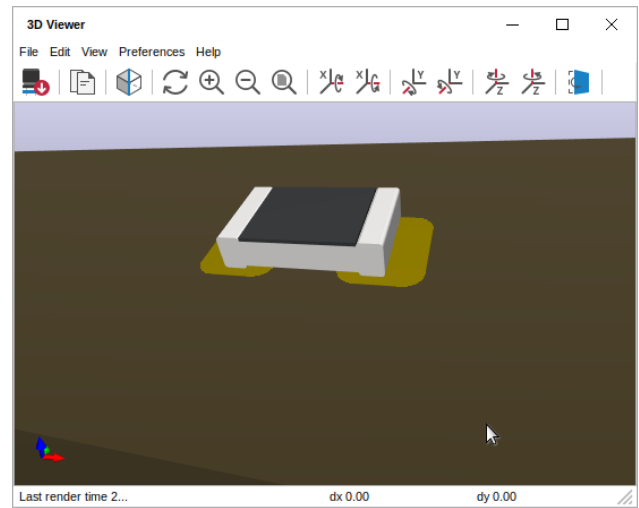 3D Viewer
File Edit View Preferences Help
X X Y Y Z Z
Last render time 2... dx 0.00 dy 0.00